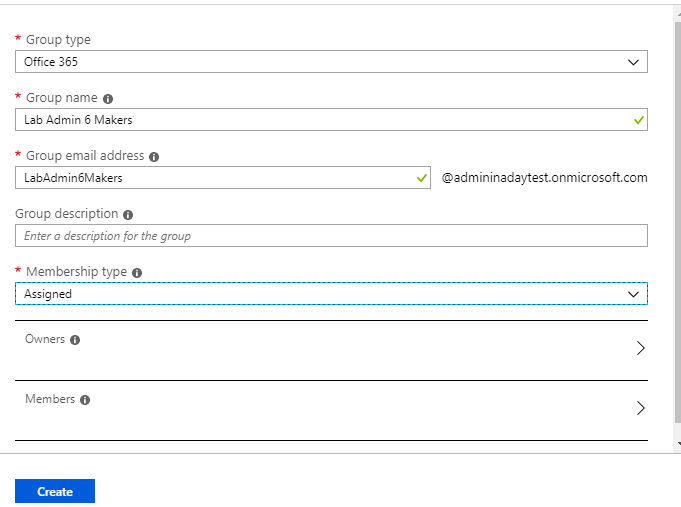 * Group type
Office 365
* Group name
Lab Admin 6 Makers
* Group email address
LabAdmin6Makers @admininadaytest.onmicrosoft.com
Group description
Enter a description for the group
* Membership type
Assigned
Owners
Members
Create